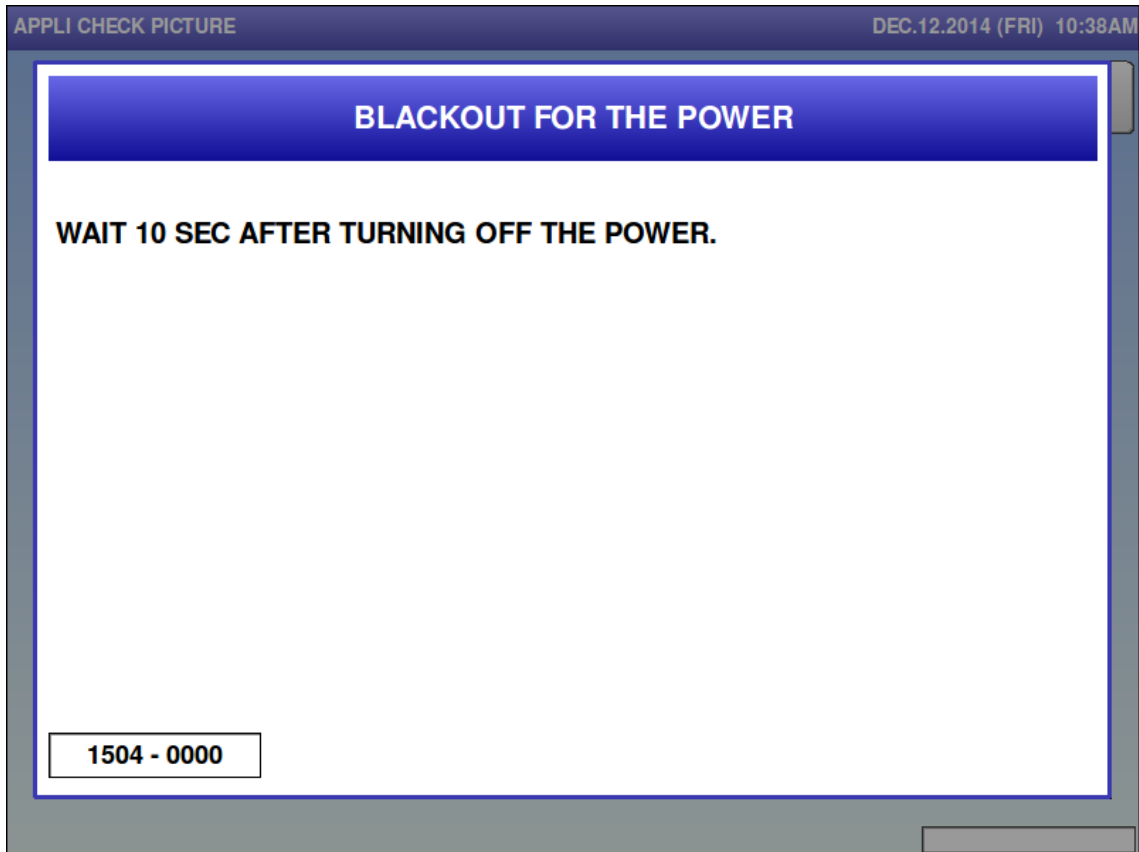 APPLI CHECK PICTURE DEC.12.2014 (FRI) 10:38AM
BLACKOUT FOR THE POWER
WAIT 10 SEC AFTER TURNING OFF THE POWER.
1504 - 0000